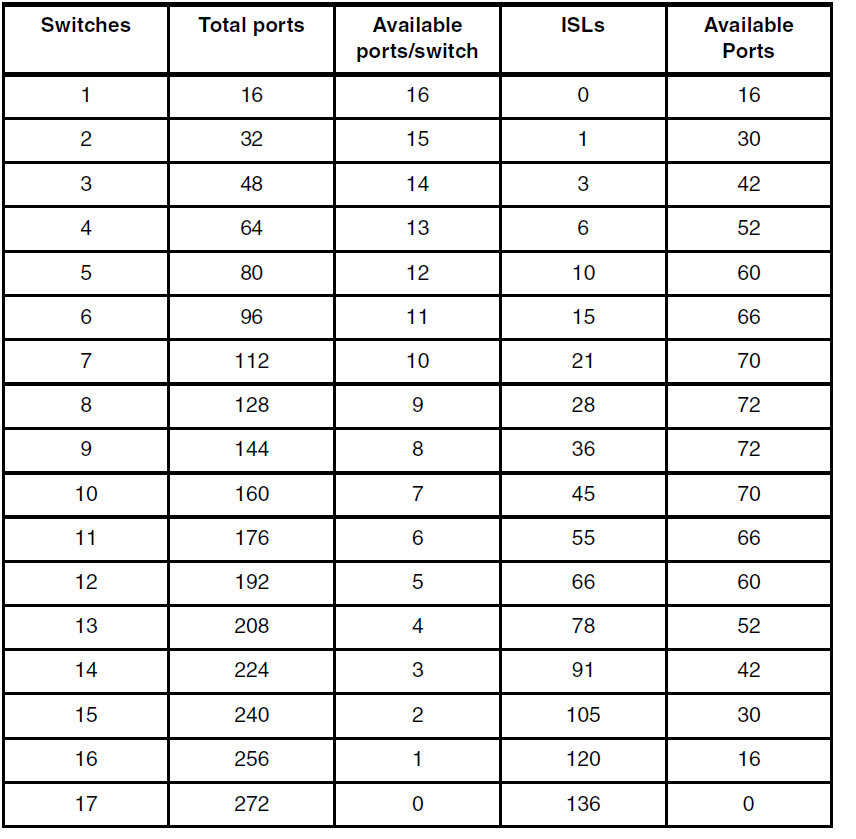 Switches Total ports Available ports/switch ISLs Available Ports
1 16 16 0 16
2 32 15 1 30
3 48 14 3 42
4 64 13 6 52
5 80 12 10 60
6 96 11 15 66
7 112 10 21 70
8 128 9 28 72
9 144 8 36 72
10 160 7 45 70
11 176 6 55 66
12 192 5 66 60
13 208 4 78 52
14 224 3 91 42
15 240 2 105 30
16 256 1 120 16
17 272 0 136 0